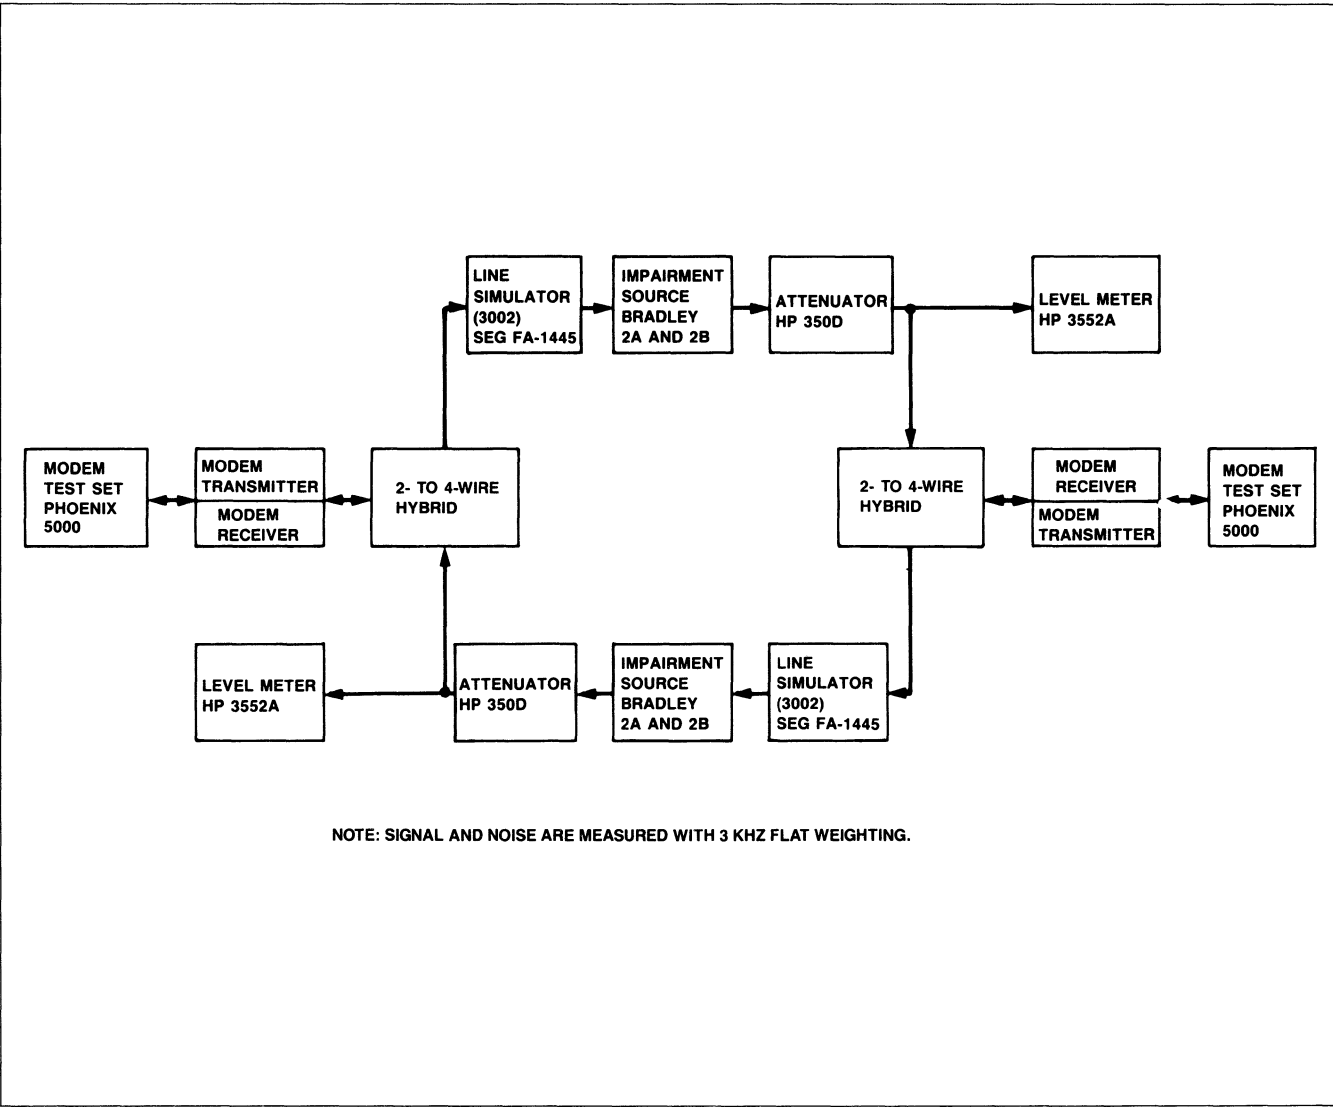 LINE
SIMULATOR
(3002)
SEG FA-1445
IMPAIRMENT
SOURCE
BRADLEY
2A AND 2B
ATTENUATOR
HP 350D
LEVEL METER
HP 3552A
MODEM
TEST SET
PHOENIX
5000
MODEM
TRANSMITTER
MODEM
RECEIVER
2- TO 4-WIRE
HYBRID
2- TO 4-WIRE
HYBRID
MODEM
RECEIVER
MODEM
TRANSMITTER
MODEM
TEST SET
PHOENIX
5000
LEVEL METER
HP 3552A
ATTENUATOR
HP 350D
IMPAIRMENT
SOURCE
BRADLEY
2A AND 2B
LINE
SIMULATOR
(3002)
SEG FA-1445
NOTE: SIGNAL AND NOISE ARE MEASURED WITH 3 KHZ FLAT WEIGHTING.